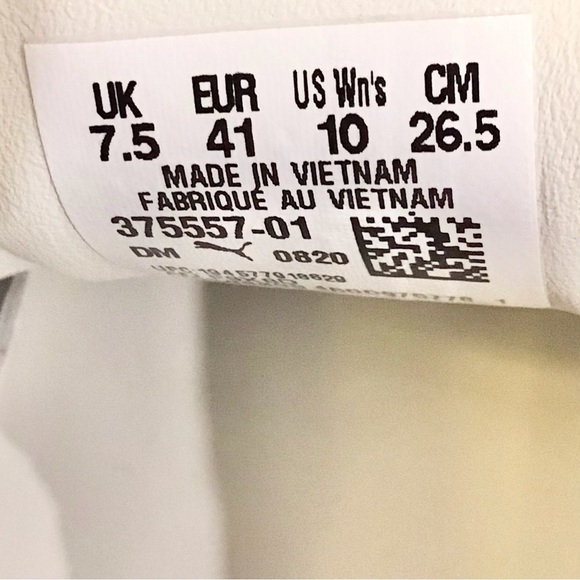 UK EUR US Wn's CM
7.5 41 10 26.5
MADE IN VIETNAM
FABRIQUÉ AU VIETNAM
375557-01
DM 0820
UPC